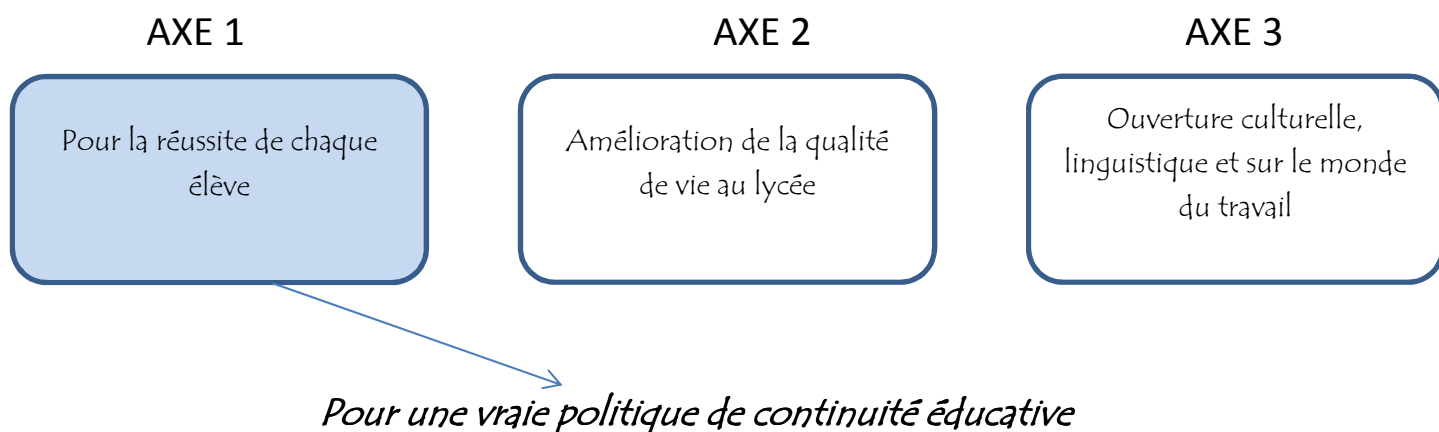 AXE 1
AXE 2
AXE 3
Pour la réussite de chaque
élève
Amélioration de la qualité
de vie au lycée
Ouverture culturelle,
linguistique et sur le monde
du travail
Pour une vraie politique de continuité éducative